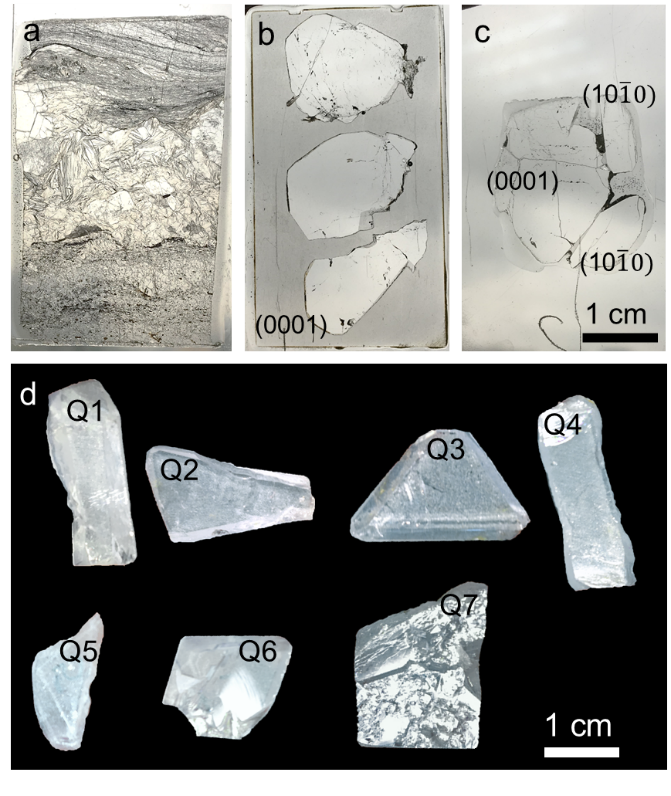 a
b
c
(101̄0)
(0001)
(101̄0)
(0001)
1 cm
d
Q1
Q2
Q3
Q4
Q5
Q6
Q7
1 cm